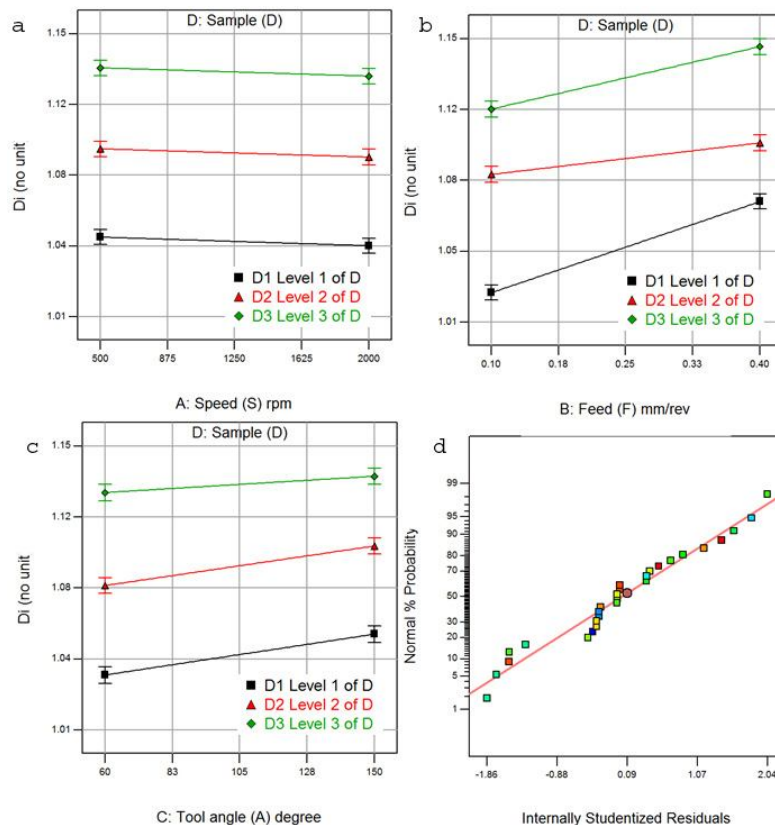 a
D: Sample (D)
Di (no unit
1.15
1.12
1.08
1.04
1.01
D1 Level 1 of D
D2 Level 2 of D
D3 Level 3 of D
500 875 1250 1625 2000
A: Speed (S) rpm
b
D: Sample (D)
Di (no unit
1.15
1.12
1.08
1.05
1.01
D1 Level 1 of D
D2 Level 2 of D
D3 Level 3 of D
0.10 0.18 0.25 0.33 0.40
B: Feed (F) mm/rev
c
D: Sample (D)
Di (no unit
1.15
1.12
1.08
1.04
1.01
D1 Level 1 of D
D2 Level 2 of D
D3 Level 3 of D
60 83 105 128 150
C: Tool angle (A) degree
d
Normal % Probability
99
95
90
80
70
50
30
20
10
5
1
-1.86 -0.88 0.09 1.07 2.04
Internally Studentized Residuals